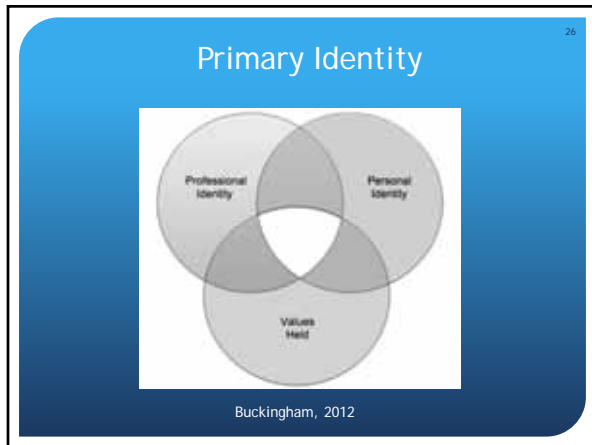 26
Primary Identity
Professional
Identity
Personal
Identity
Values
Held
Buckingham, 2012